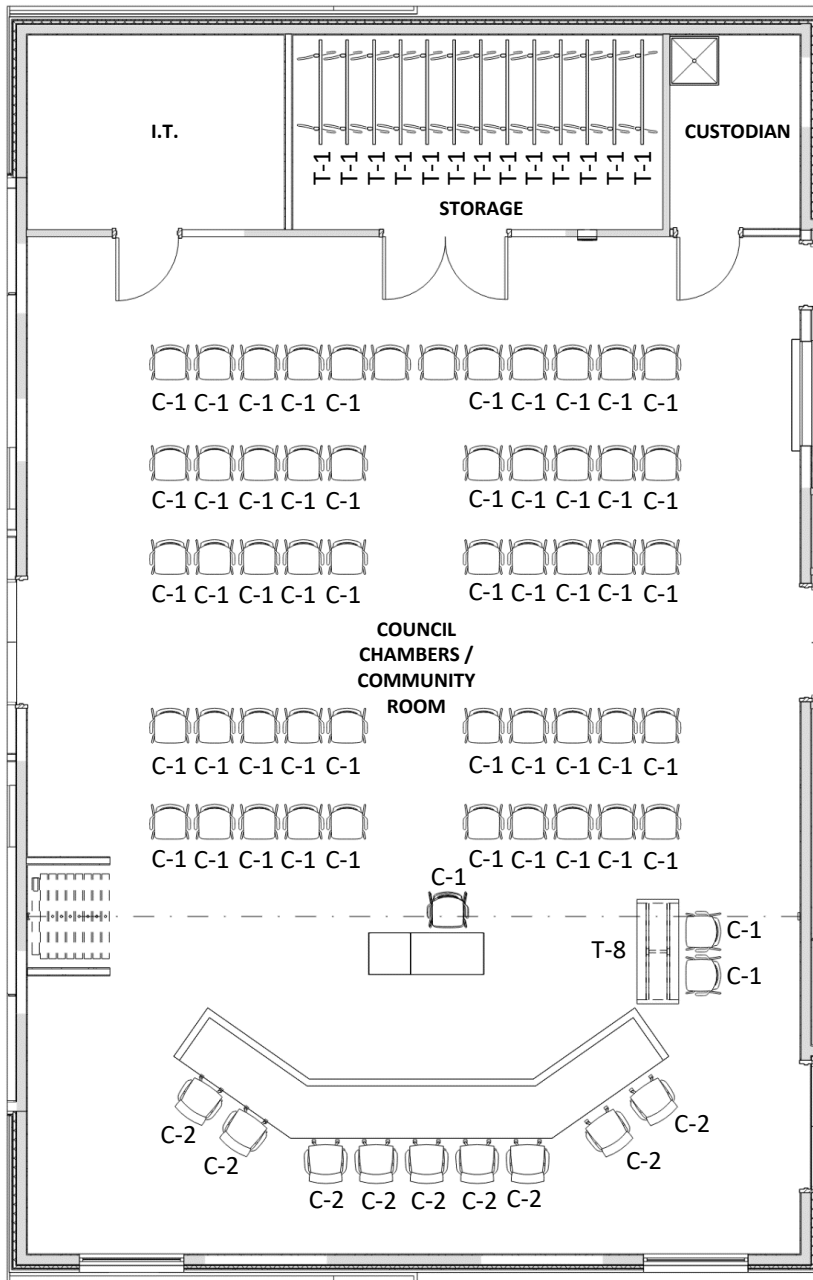 I.T.
CUSTODIAN
T-1 T-1 T-1 T-1 T-1 T-1 T-1 T-1 T-1 T-1 T-1 T-1 T-1
STORAGE
C-1 C-1 C-1 C-1 C-1 C-1 C-1 C-1 C-1 C-1
C-1 C-1 C-1 C-1 C-1 C-1 C-1 C-1 C-1 C-1
C-1 C-1 C-1 C-1 C-1 C-1 C-1 C-1 C-1 C-1
COUNCIL
CHAMBERS /
COMMUNITY
ROOM
C-1 C-1 C-1 C-1 C-1 C-1 C-1 C-1 C-1 C-1
C-1 C-1 C-1 C-1 C-1 C-1 C-1 C-1 C-1 C-1
C-1
C-1
T-8
C-1
C-2
C-2
C-2 C-2 C-2 C-2 C-2
C-2
C-2